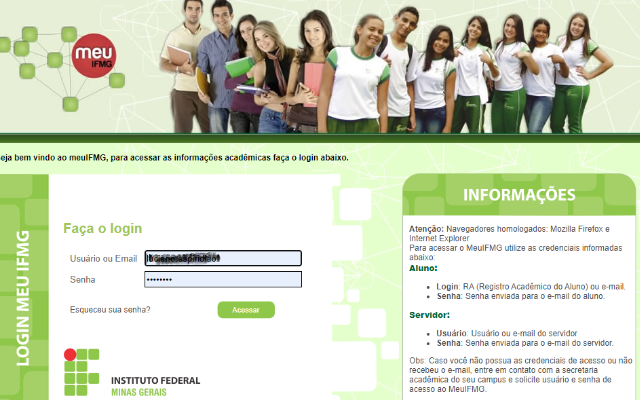 meu
IFMG
eja bem vindo ao meuIFMG, para acessar as informações acadêmicas faça o login abaixo.
LOGIN MEU IFMG
Faça o login
Usuário ou Email
Senha ••••••••
Esqueceu sua senha? Acessar
INSTITUTO FEDERAL
MINAS GERAIS
INFORMAÇÕES
Atenção: Navegadores homologados: Mozilla Firefox e
Internet Explorer
Para acessar o MeuIFMG utilize as credenciais informadas
abaixo:
Aluno:
• Login: RA (Registro Acadêmico do Aluno) ou e-mail.
• Senha: Senha enviada para o e-mail do aluno.
Servidor:
• Usuário: Usuário ou e-mail do servidor
• Senha: Senha enviada para o e-mail do servidor.
Obs: Caso você não possua as credenciais de acesso ou não
recebeu o e-mail, entre em contato com a secretaria
acadêmica do seu campus e solicite usuário e senha de
acesso ao MeuIFMG.